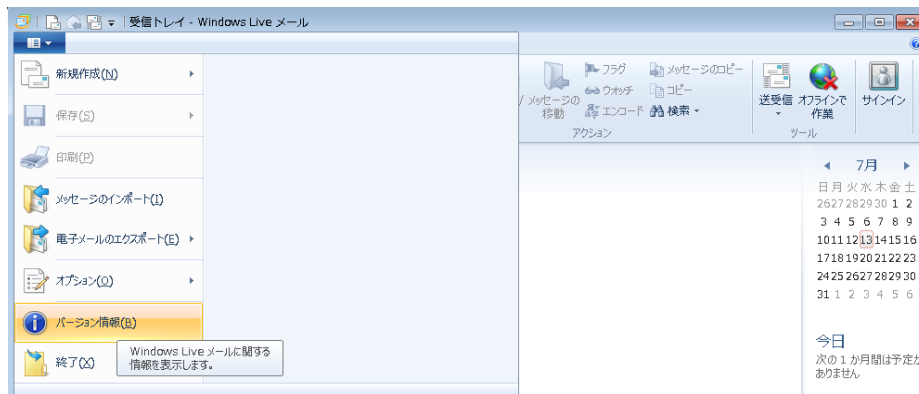 受信トレイ - Windows Live メール
新規作成(N)
保存(S)
印刷(P)
メッセージのインポート(I)
電子メールのエクスポート(E)
オプション(O)
バージョン情報(B)
終了(X)
Windows Live メールに関する
情報を表示します。
メッセージの
移動
フラグ
ウォッチ
エンコード
メッセージのコピー
コピー
検索
アクション
送受信
オフラインで
作業
ツール
サインイン
7月
日 月 火 水 木 金 土
26 27 28 29 30 1 2
3 4 5 6 7 8 9
10 11 12 13 14 15 16
17 18 19 20 21 22 23
24 25 26 27 28 29 30
31 1 2 3 4 5 6
今日
次の 1 か月間は予定が
ありません